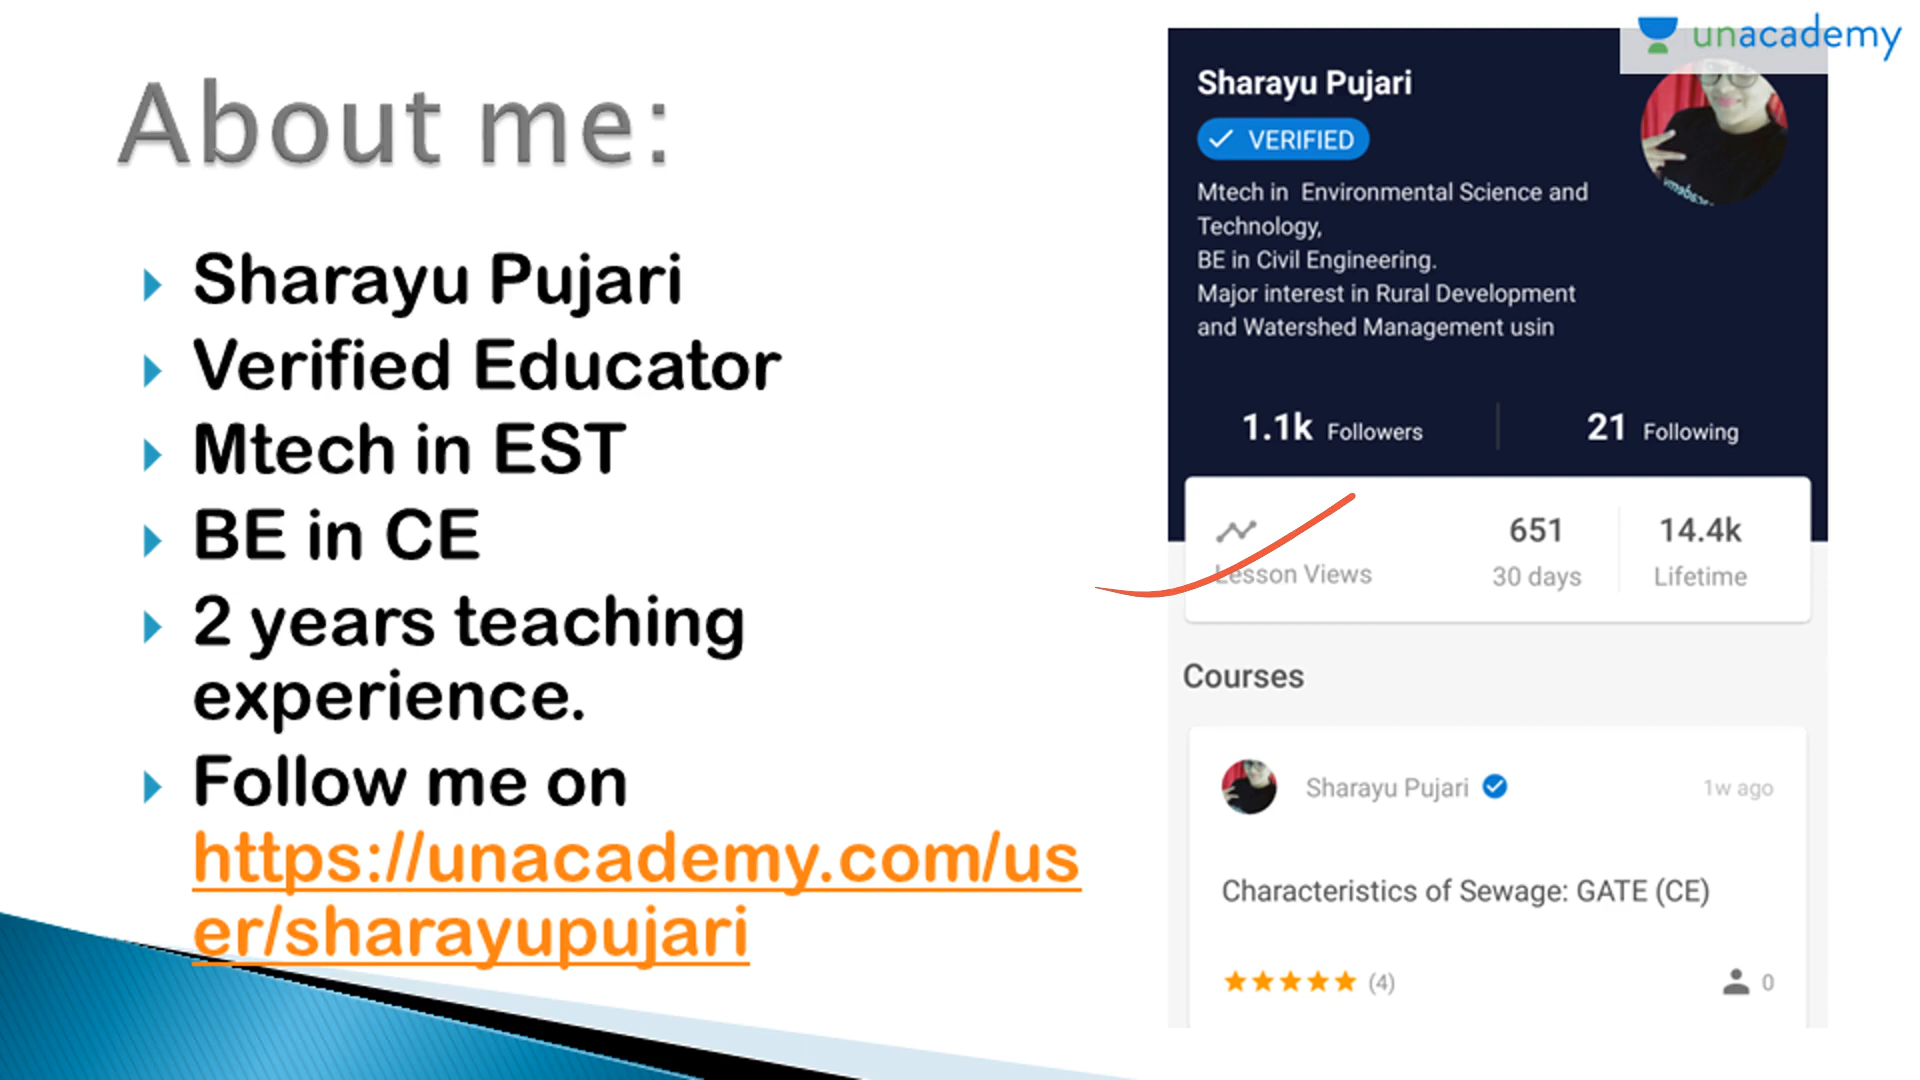 About me:
Sharayu Pujari
Verified Educator
Mtech in EST
BE in CE
2 years teaching
experience.
Follow me on
https://unacademy.com/us
er/sharayupujari
unacademy
Sharayu Pujari
VERIFIED
Mtech in Environmental Science and
Technology,
BE in Civil Engineering.
Major interest in Rural Development
and Watershed Management usin
1.1k Followers 21 Following
651 14.4k
Lesson Views 30 days Lifetime
Courses
Sharayu Pujari 1w ago
Characteristics of Sewage: GATE (CE)
(4) 0